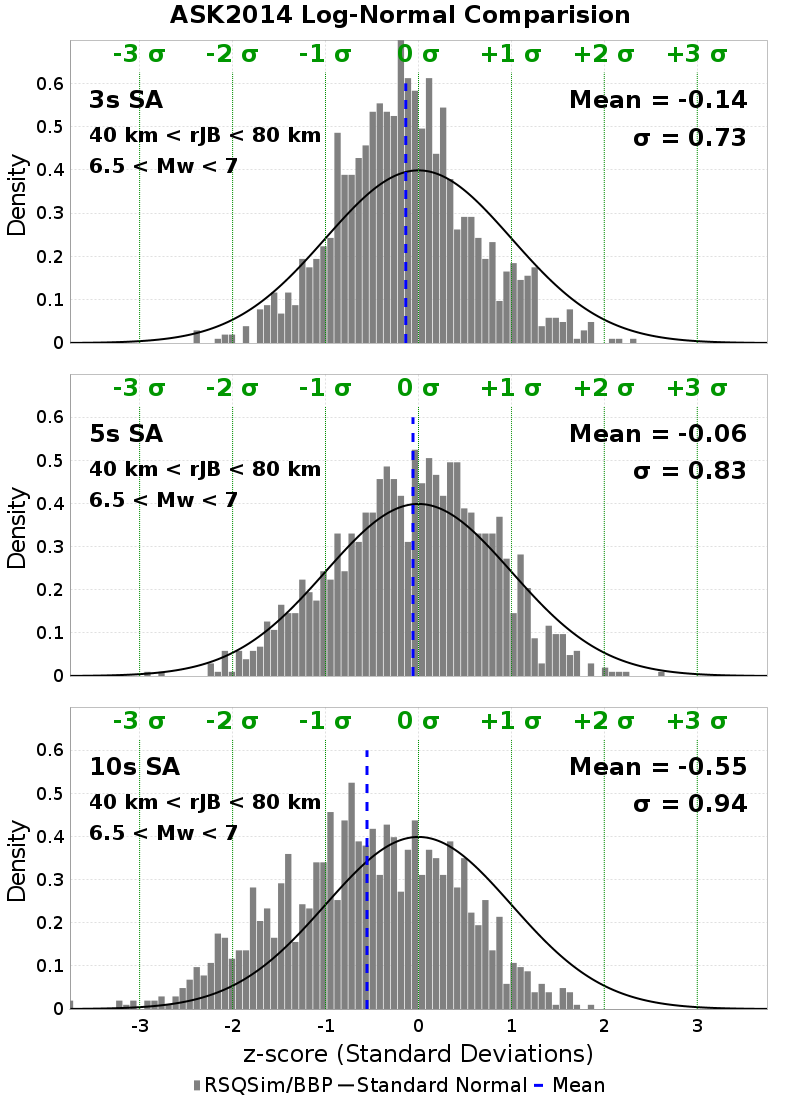 ASK2014 Log-Normal Comparision
-3 σ -2 σ -1 σ 0 σ +1 σ +2 σ +3 σ
3s SA
Mean = -0.14
40 km < rJB < 80 km
σ = 0.73
6.5 < Mw < 7
Density
0.6
0.5
0.4
0.3
0.2
0.1
0
-3 σ -2 σ -1 σ 0 σ +1 σ +2 σ +3 σ
5s SA
Mean = -0.06
40 km < rJB < 80 km
σ = 0.83
6.5 < Mw < 7
Density
0.6
0.5
0.4
0.3
0.2
0.1
0
-3 σ -2 σ -1 σ 0 σ +1 σ +2 σ +3 σ
10s SA
Mean = -0.55
40 km < rJB < 80 km
σ = 0.94
6.5 < Mw < 7
Density
0.6
0.5
0.4
0.3
0.2
0.1
0
-3 -2 -1 0 1 2 3
z-score (Standard Deviations)
RSQSim/BBP Standard Normal Mean